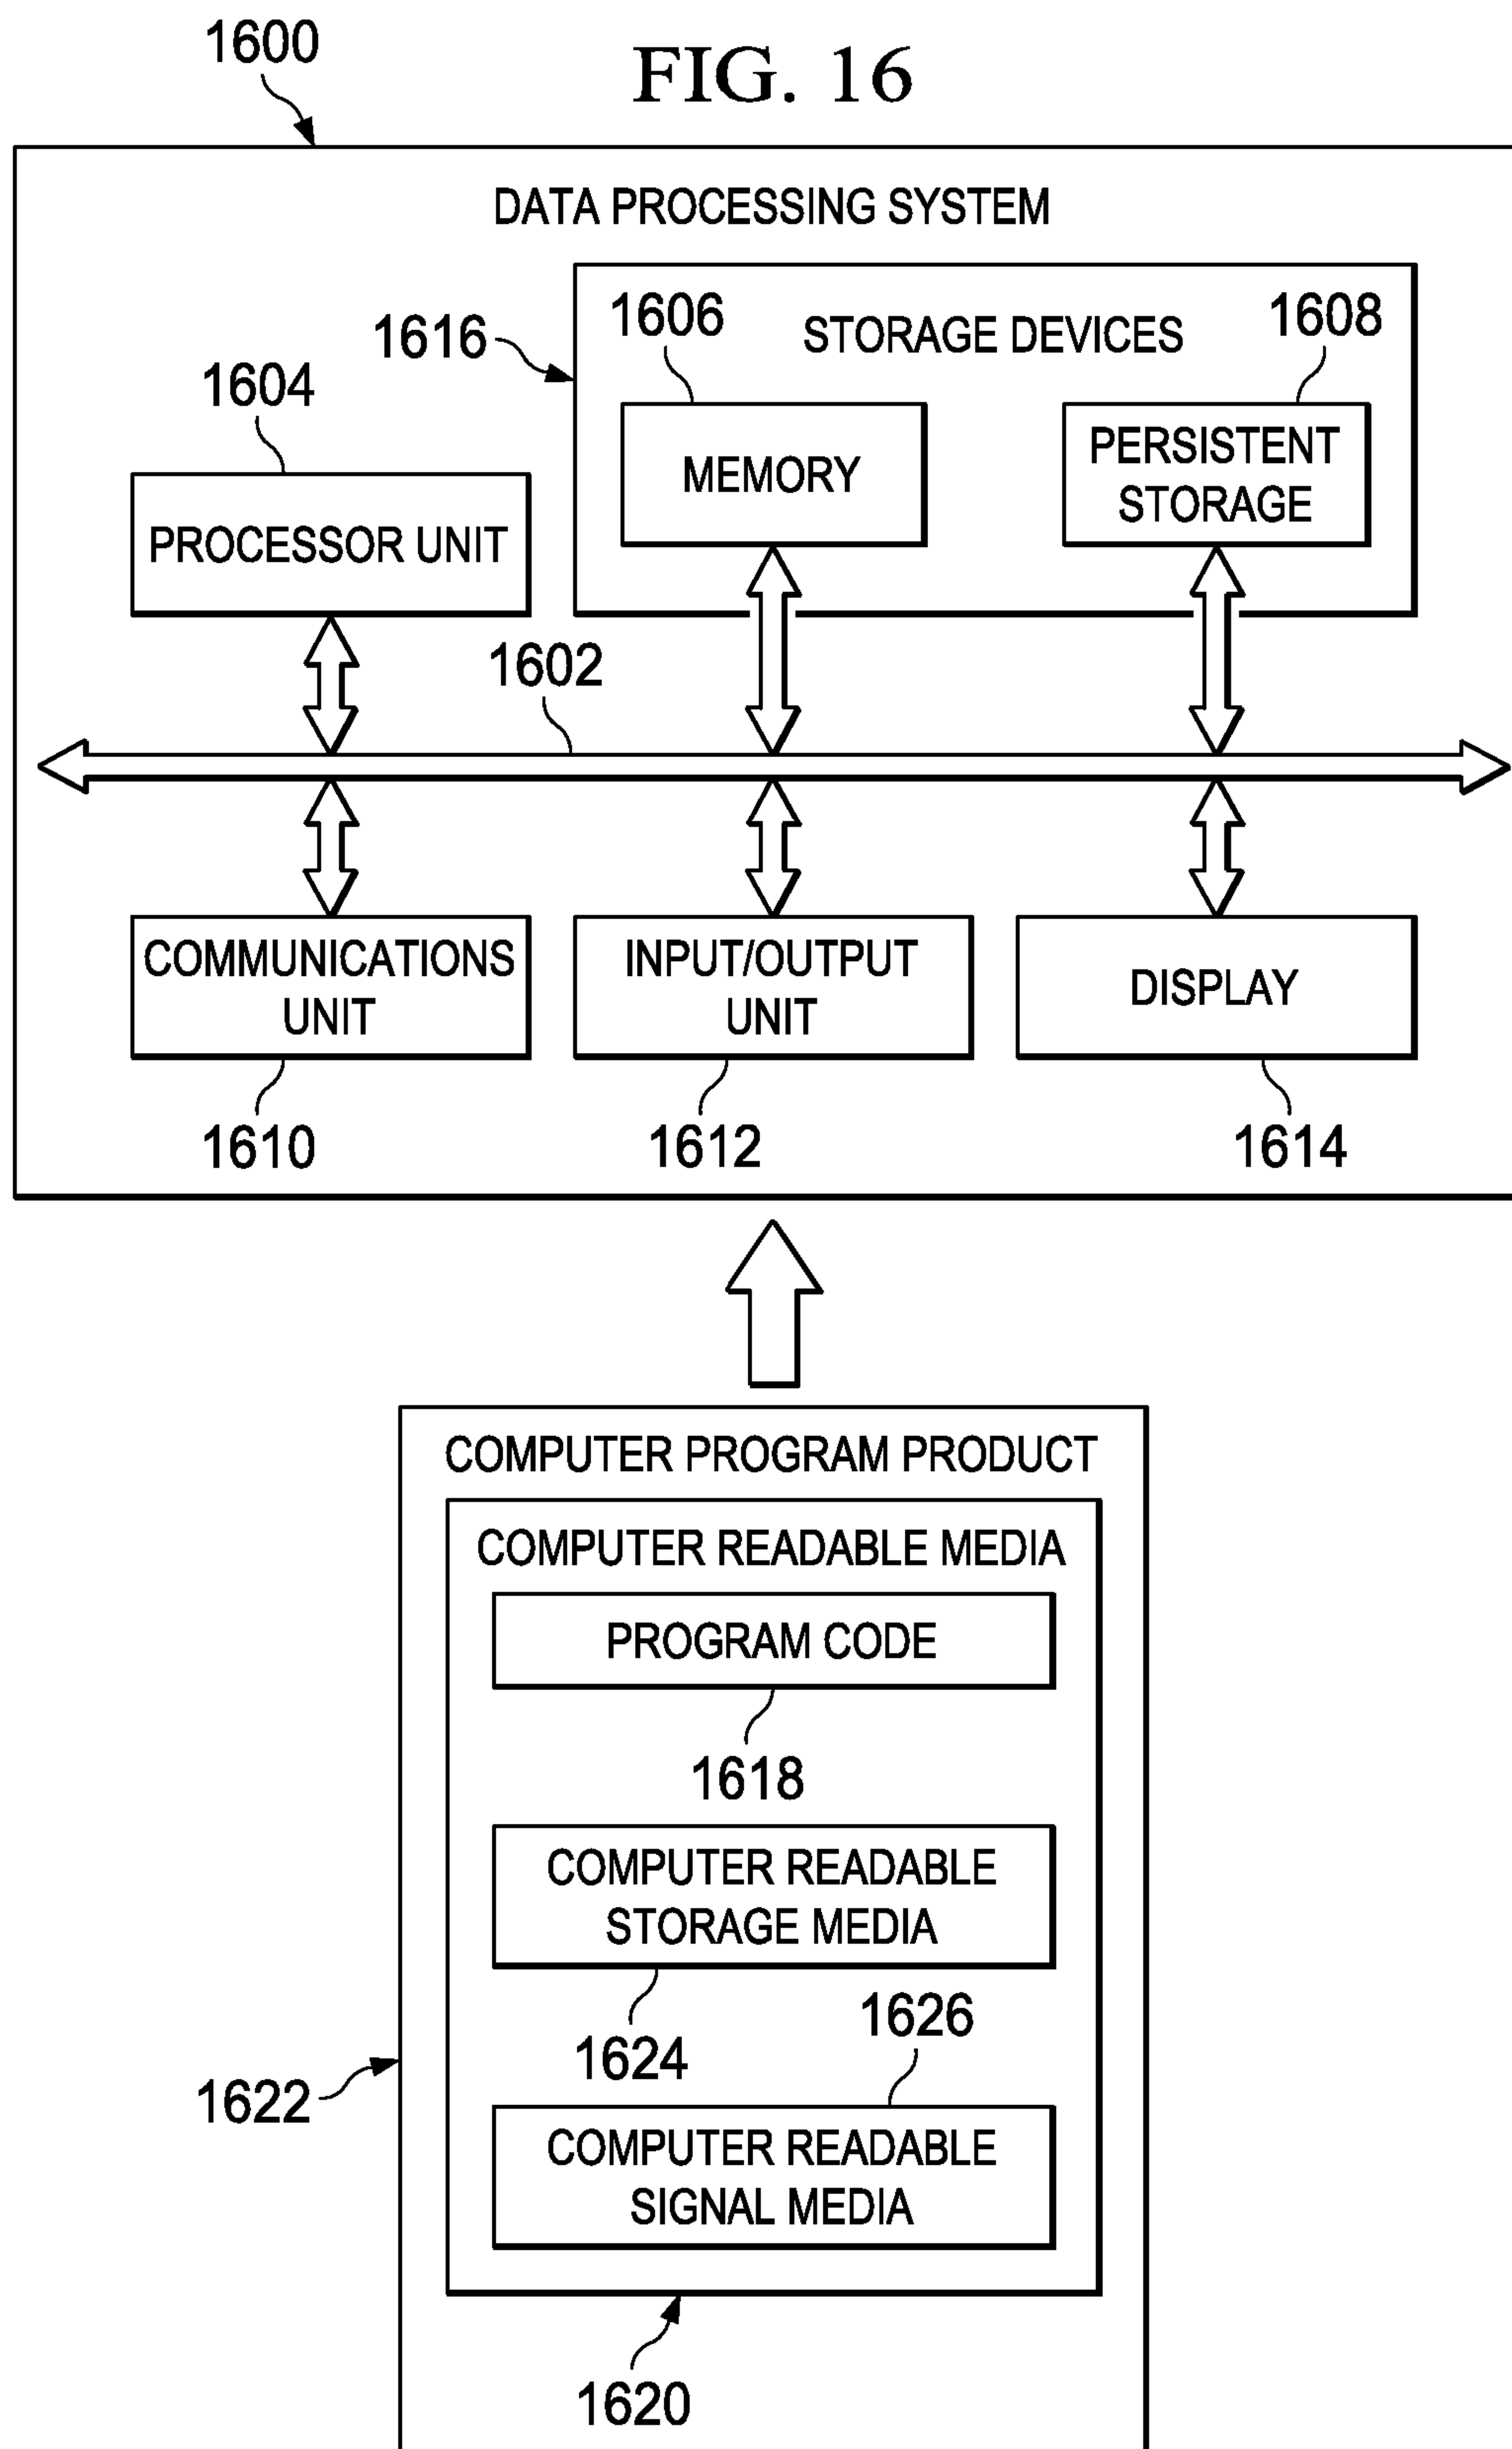 1600
FIG. 16
DATA PROCESSING SYSTEM
1616
1606
STORAGE DEVICES
1608
1604
MEMORY
PERSISTENT
STORAGE
PROCESSOR UNIT
1602
COMMUNICATIONS
UNIT
INPUT/OUTPUT
UNIT
DISPLAY
1610
1612
1614
COMPUTER PROGRAM PRODUCT
COMPUTER READABLE MEDIA
PROGRAM CODE
1618
COMPUTER READABLE
STORAGE MEDIA
1624
1626
1622
COMPUTER READABLE
SIGNAL MEDIA
1620